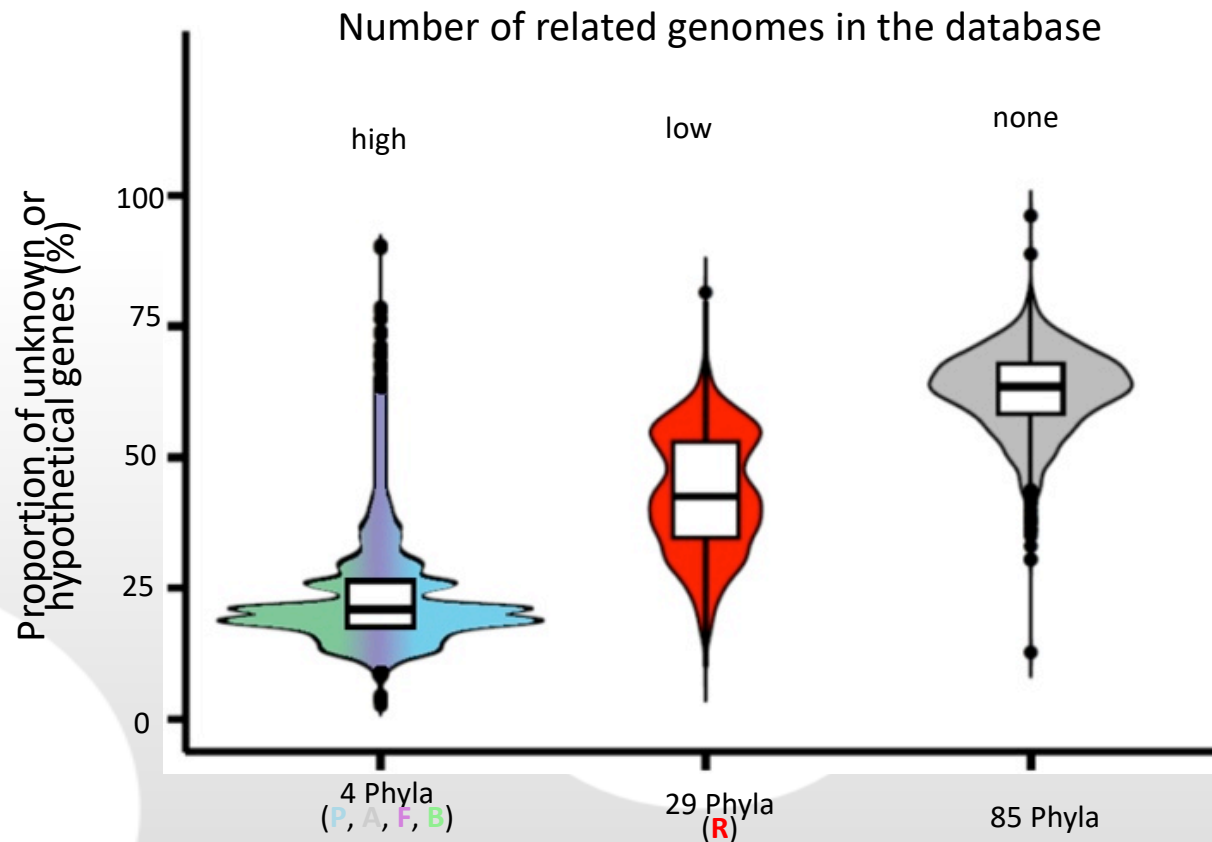 Number of related genomes in the database
high
low
none
Proportion of unknown or
hypothetical genes (%)
100
75
50
25
0
4 Phyla
(P, A, F, B)
29 Phyla
(R)
85 Phyla